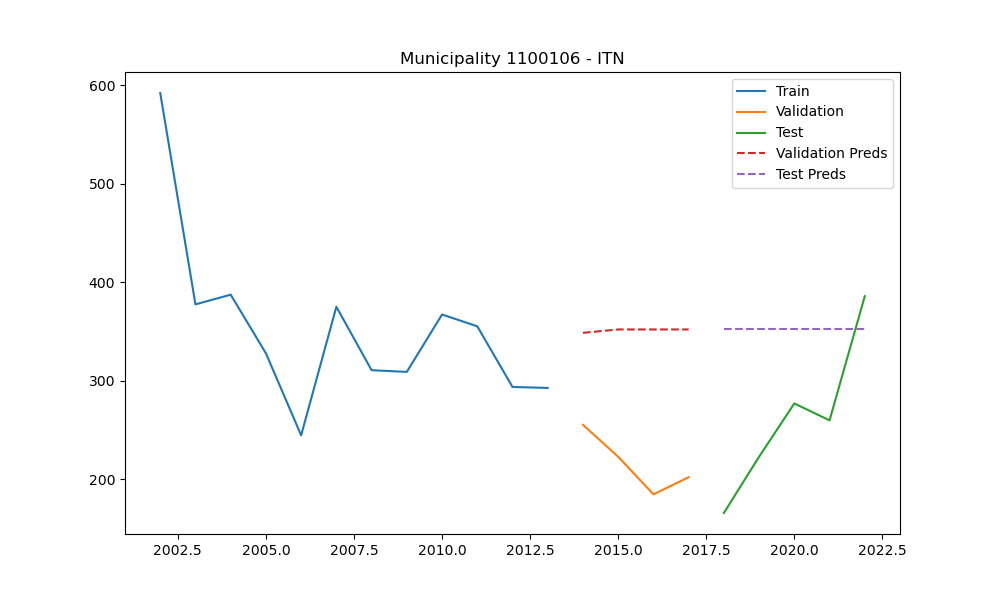 Municipality 1100106 - ITN
Train
Validation
Test
Validation Preds
Test Preds
600
500
400
300
200
2002.5 2005.0 2007.5 2010.0 2012.5 2015.0 2017.5 2020.0 2022.5